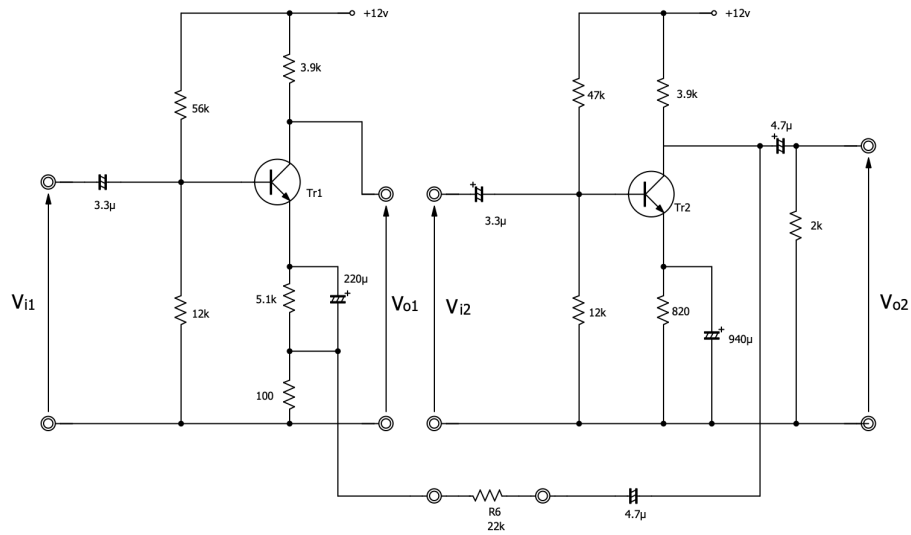 +12v
+12v
3.9k
56k
47k
3.9k
4.7µ
+
Tr1
3.3µ
+
3.3µ
Tr2
2k
Vi1
12k
5.1k
220µ
+
Vo1
Vi2
12k
820
+
940µ
Vo2
100
R6
22k
4.7µ